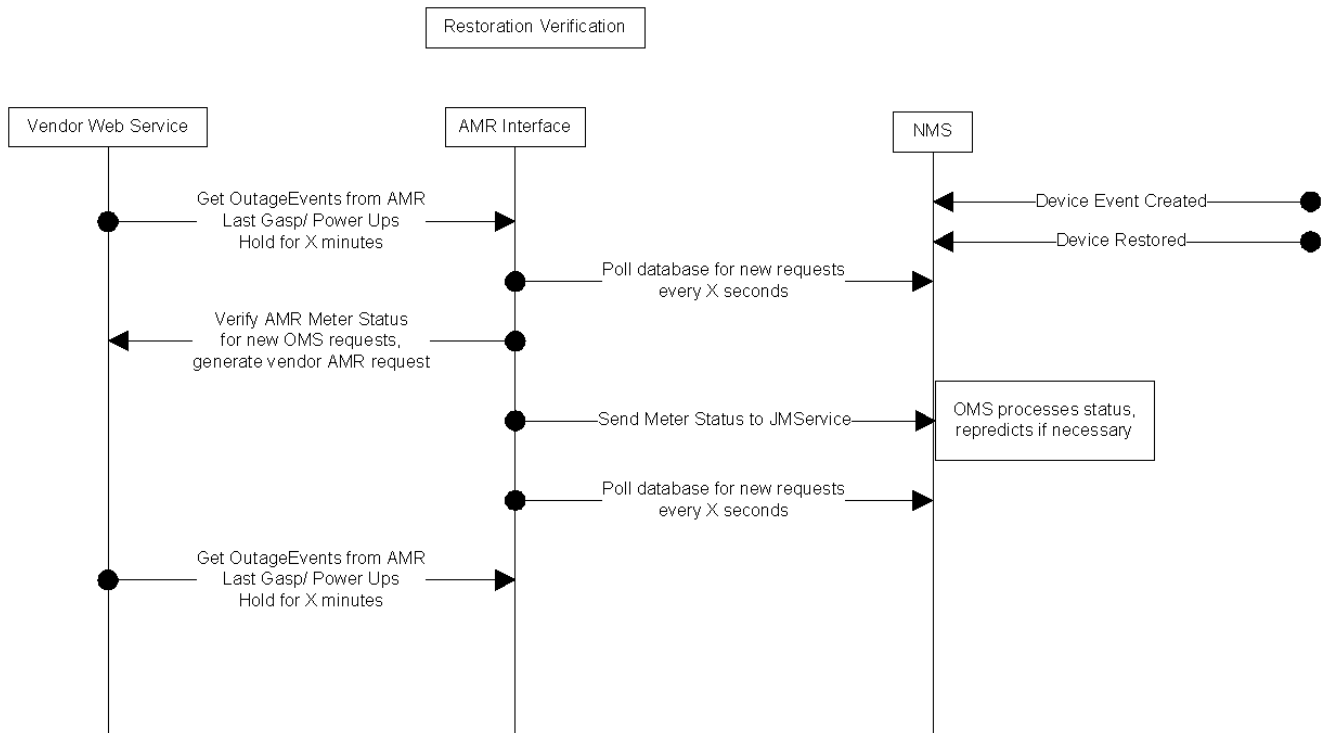 Restoration Verification
Vendor Web Service
AMR Interface
NMS
Get OutageEvents from AMR
Last Gasp/ Power Ups
Hold for X minutes
Device Event Created
Device Restored
Poll database for new requests
every X seconds
Verify AMR Meter Status
for new OMS requests,
generate vendor AMR request
Send Meter Status to JMService
OMS processes status,
repredicts if necessary
Poll database for new requests
every X seconds
Get OutageEvents from AMR
Last Gasp/ Power Ups
Hold for X minutes